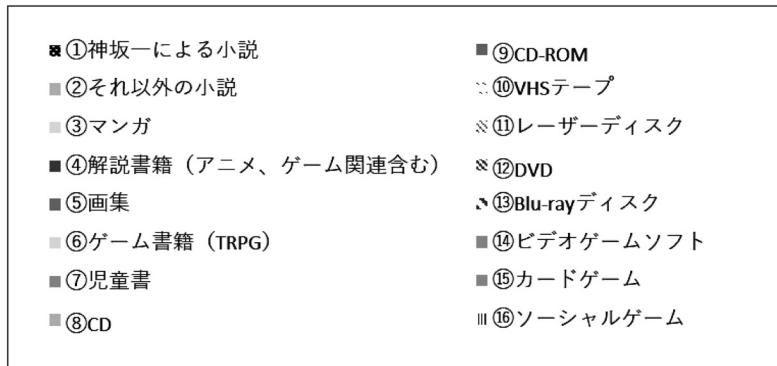 ①神坂一による小説
②それ以外の小説
③マンガ
④解説書籍（アニメ、ゲーム関連含む）
⑤画集
⑥ゲーム書籍（TRPG）
⑦児童書
⑧CD
⑨CD-ROM
⑩VHSテープ
⑪レーザーディスク
⑫DVD
⑬Blu-rayディスク
⑭ビデオゲームソフト
⑮カードゲーム
⑯ソーシャルゲーム